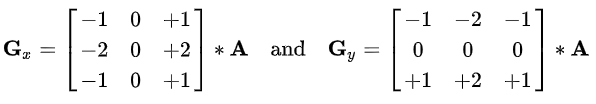 G_x = [ −1 0 +1 ; −2 0 +2 ; −1 0 +1 ] * A and G_y = [ −1 −2 −1 ; 0 0 0 ; +1 +2 +1 ] * A